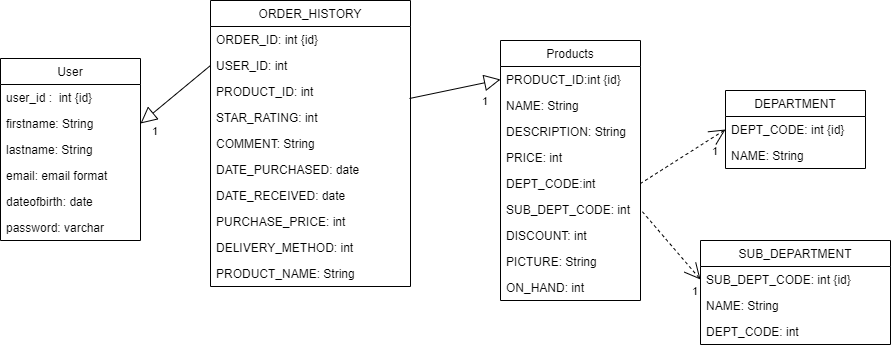 User
user_id : int {id}
firstname: String
lastname: String
email: email format
dateofbirth: date
password: varchar
1
ORDER_HISTORY
ORDER_ID: int {id}
USER_ID: int
PRODUCT_ID: int
STAR_RATING: int
COMMENT: String
DATE_PURCHASED: date
DATE_RECEIVED: date
PURCHASE_PRICE: int
DELIVERY_METHOD: int
PRODUCT_NAME: String
1
Products
PRODUCT_ID:int {id}
NAME: String
DESCRIPTION: String
PRICE: int
DEPT_CODE:int
SUB_DEPT_CODE: int
DISCOUNT: int
PICTURE: String
ON_HAND: int
1
DEPARTMENT
DEPT_CODE: int {id}
NAME: String
1
SUB_DEPARTMENT
SUB_DEPT_CODE: int {id}
NAME: String
DEPT_CODE: int